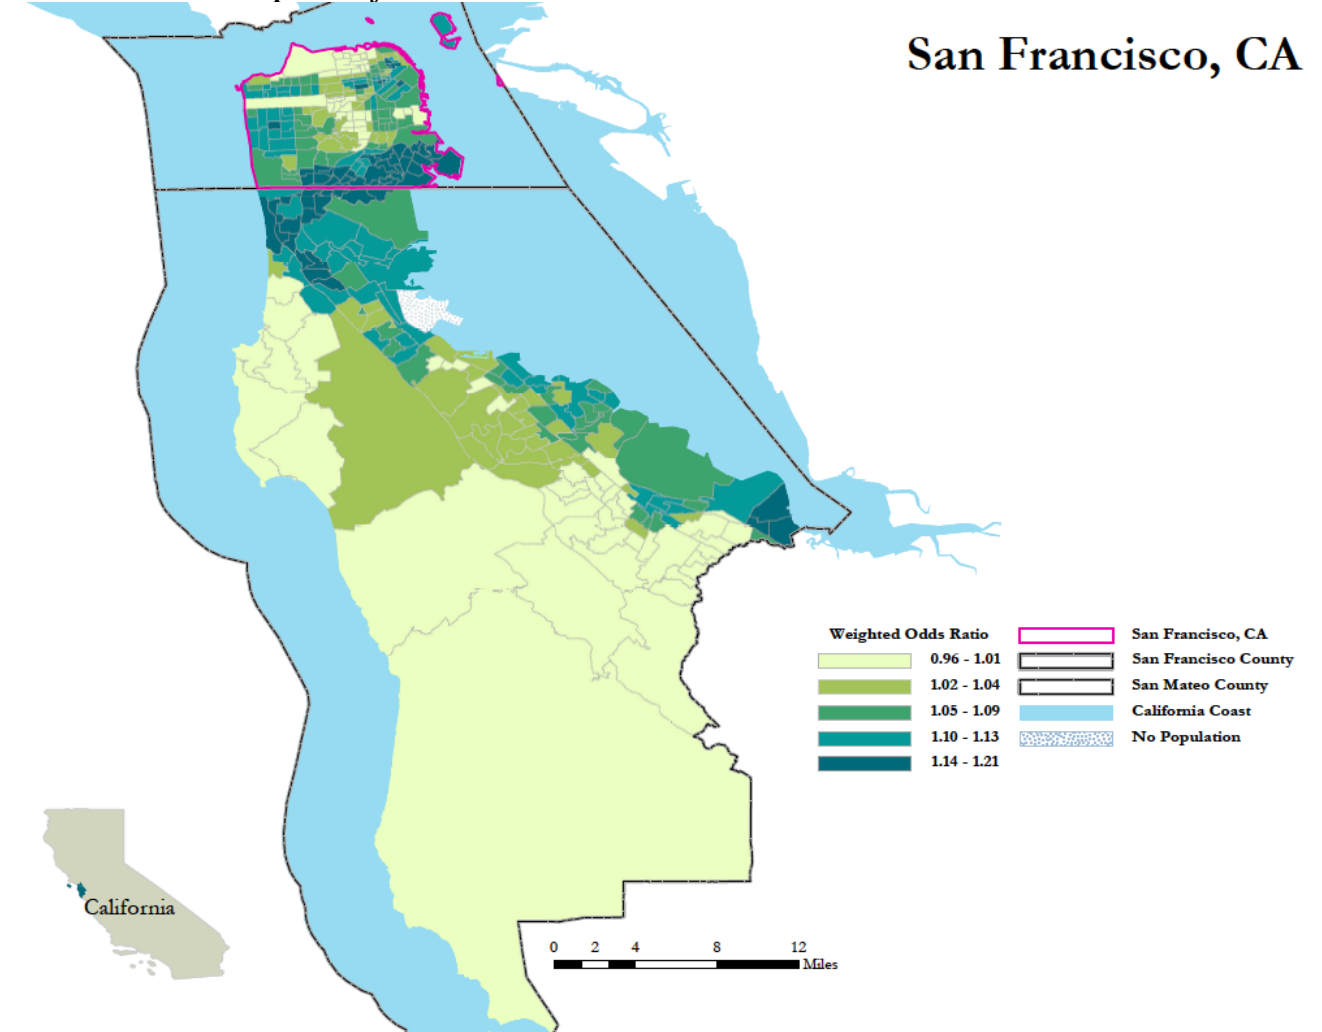 San Francisco, CA
Weighted Odds Ratio
0.96 - 1.01
1.02 - 1.04
1.05 - 1.09
1.10 - 1.13
1.14 - 1.21
San Francisco, CA
San Francisco County
San Mateo County
California Coast
No Population
California
0 2 4 8 12
Miles